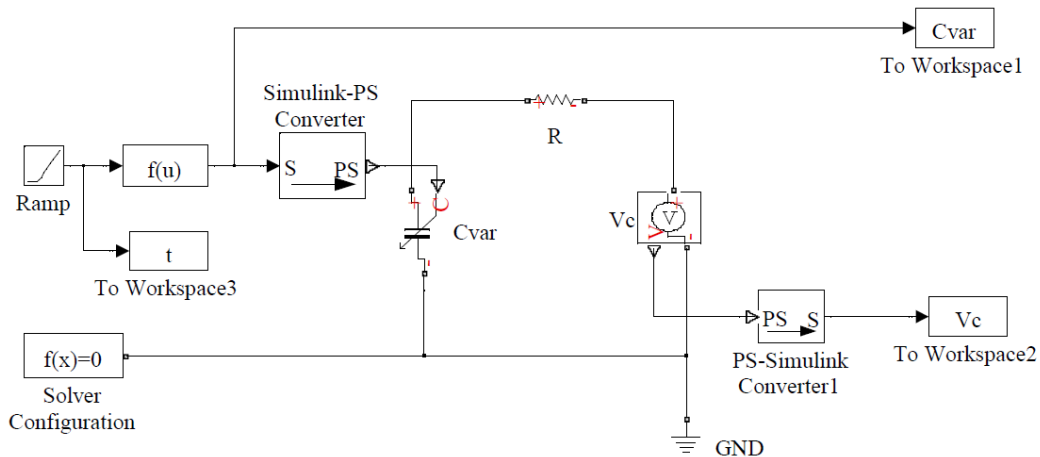 Cvar
To Workspace1
Simulink-PS
Converter
S
PS
+
-
R
f(u)
Ramp
+
C
Cvar
-
Vc
V
+
V
-
t
To Workspace3
PS
S
Vc
To Workspace2
PS-Simulink
Converter1
f(x)=0
Solver
Configuration
GND